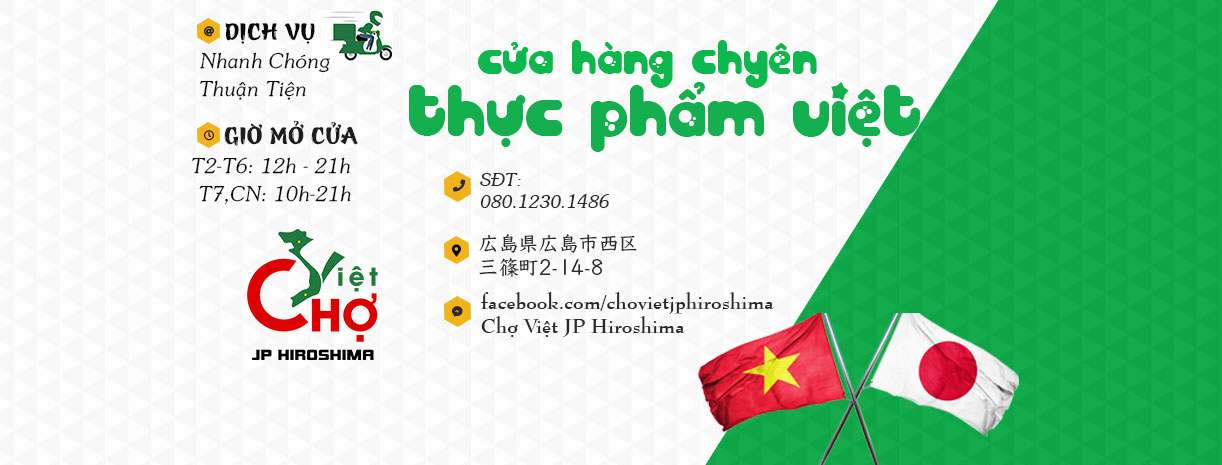 DỊCH VỤ
Nhanh Chóng
Thuận Tiện
GIỜ MỞ CỬA
T2-T6: 12h - 21h
T7,CN: 10h-21h
Việt
CHỢ
JP HIROSHIMA
cửa hàng chyên
thực phẩm việt
SĐT:
080.1230.1486
広島県広島市西区
三篠町2-14-8
facebook.com/chovietjphiroshima
Chợ Việt JP Hiroshima